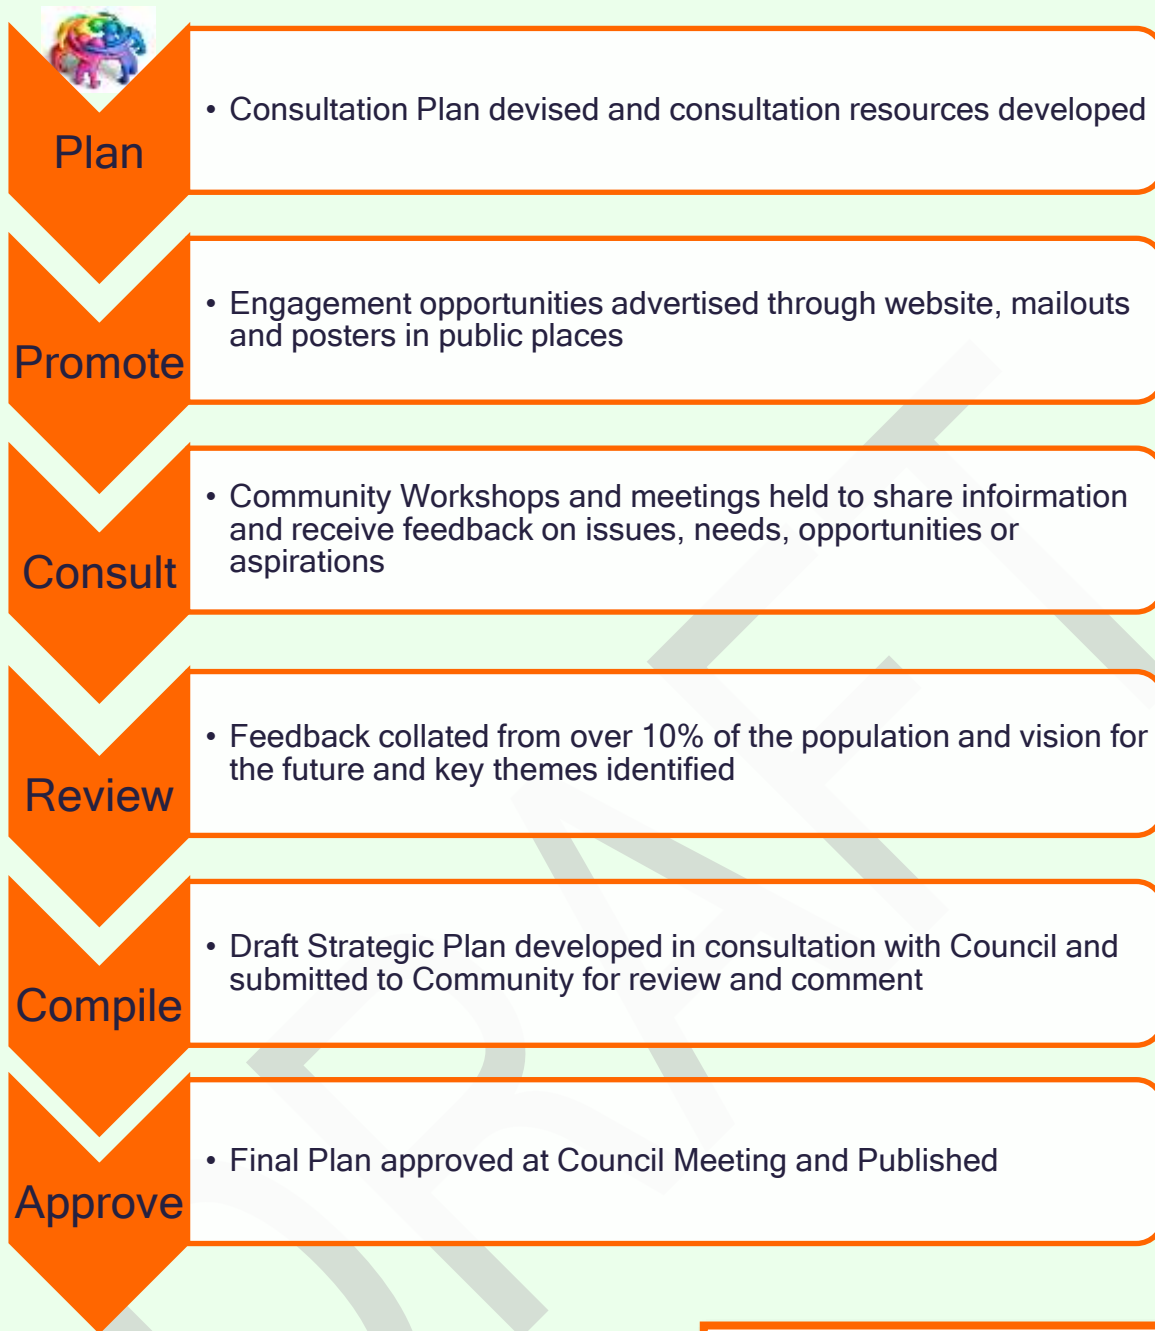 Plan
• Consultation Plan devised and consultation resources developed
Promote
• Engagement opportunities advertised through website, mailouts
and posters in public places
Consult
• Community Workshops and meetings held to share infoirmation
and receive feedback on issues, needs, opportunities or
aspirations
Review
• Feedback collated from over 10% of the population and vision for
the future and key themes identified
Compile
• Draft Strategic Plan developed in consultation with Council and
submitted to Community for review and comment
Approve
• Final Plan approved at Council Meeting and Published
DRAFT